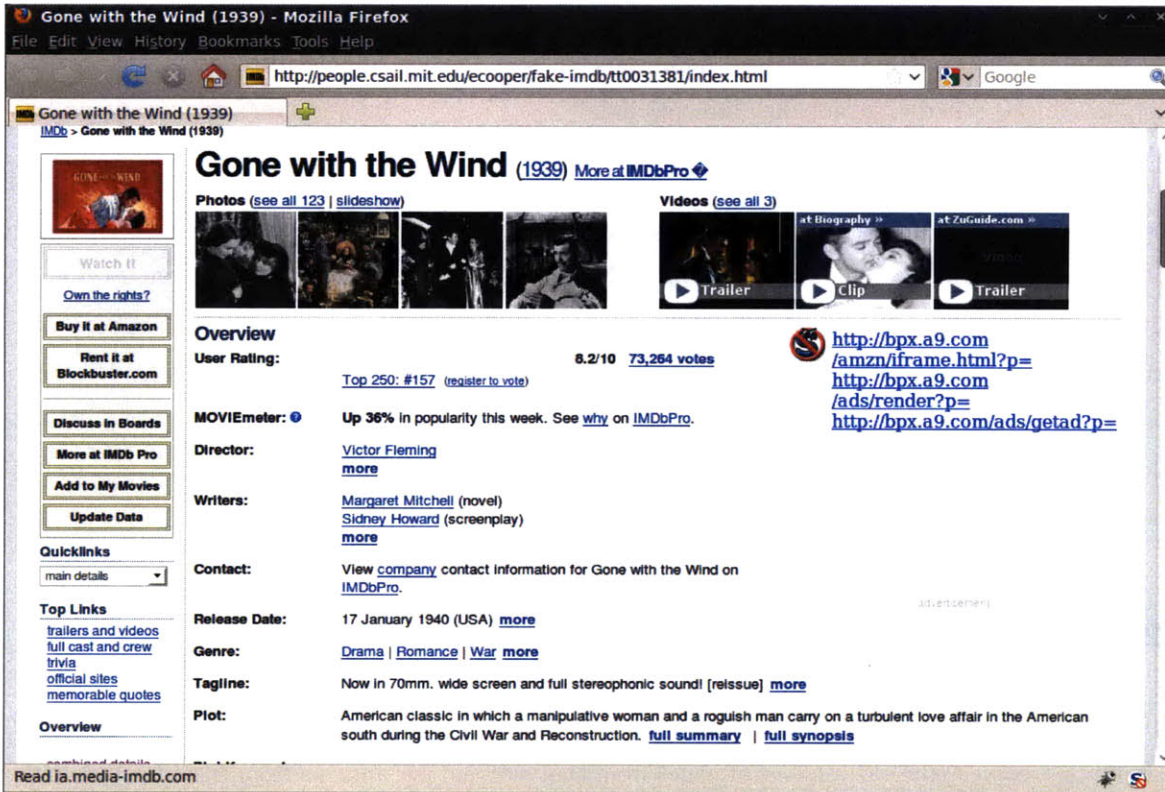 Gone with the Wind (1939) - Mozilla Firefox
File Edit View History Bookmarks Tools Help
http://people.csail.mit.edu/ecooper/fake-imdb/tt0031381/index.html
Google
Gone with the Wind (1939)
IMDb > Gone with the Wind (1939)
GONE WITH THE WIND
Watch It
Own the rights?
Buy it at Amazon
Rent it at
Blockbuster.com
Discuss in Boards
More at IMDb Pro
Add to My Movies
Update Data
Quicklinks
main details
Top Links
trailers and videos
full cast and crew
trivia
official sites
memorable quotes
Overview
combined details
Gone with the Wind (1939) More at IMDbPro �
Photos (see all 123 | slideshow)
Videos (see all 3)
at Biography »
at ZuGuide.com »
Trailer
Clip
Trailer
Overview
User Rating: 8.2/10 73,264 votes
Top 250: #157 (register to vote)
MOVIEmeter: Up 36% in popularity this week. See why on IMDbPro.
Director: Victor Fleming
more
Writers: Margaret Mitchell (novel)
Sidney Howard (screenplay)
more
Contact: View company contact information for Gone with the Wind on
IMDbPro.
Release Date: 17 January 1940 (USA) more
Genre: Drama | Romance | War more
Tagline: Now in 70mm. wide screen and full stereophonic sound! [reissue] more
Plot: American classic in which a manipulative woman and a roguish man carry on a turbulent love affair in the American
south during the Civil War and Reconstruction. full summary | full synopsis
http://bpx.a9.com
/amzn/iframe.html?p=
http://bpx.a9.com
/ads/render?p=
http://bpx.a9.com/ads/getad?p=
advertisement
Read ia.media-imdb.com